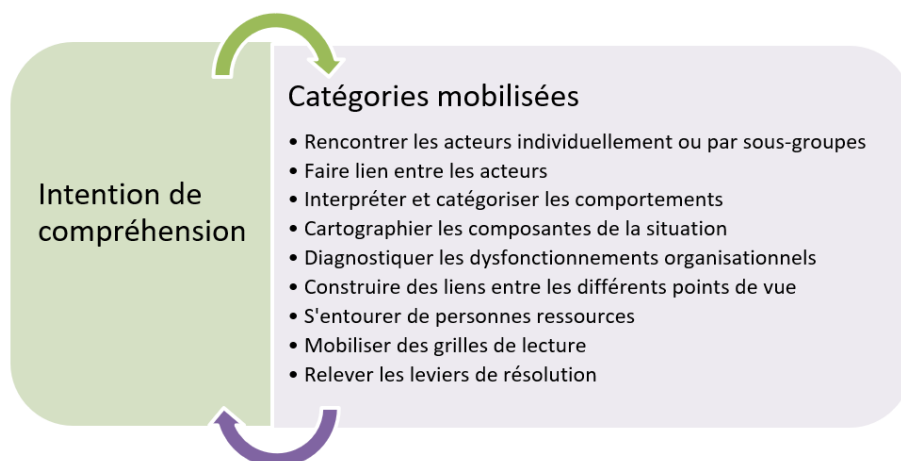 Intention de
compréhension
Catégories mobilisées
• Rencontrer les acteurs individuellement ou par sous-groupes
• Faire lien entre les acteurs
• Interpréter et catégoriser les comportements
• Cartographier les composantes de la situation
• Diagnostiquer les dysfonctionnements organisationnels
• Construire des liens entre les différents points de vue
• S'entourer de personnes ressources
• Mobiliser des grilles de lecture
• Relever les leviers de résolution